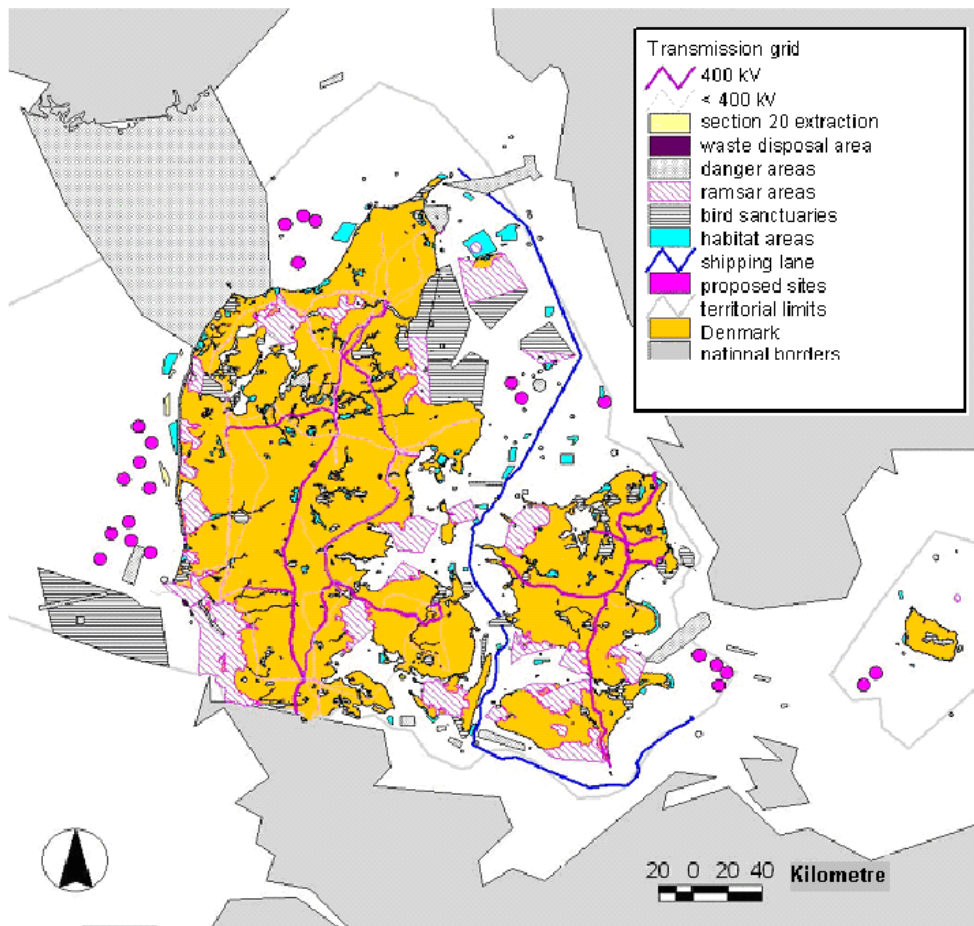 Transmission grid
400 kV
< 400 kV
section 20 extraction
waste disposal area
danger areas
ramsar areas
bird sanctuaries
habitat areas
shipping lane
proposed sites
territorial limits
Denmark
national borders
20 0 20 40 Kilometre